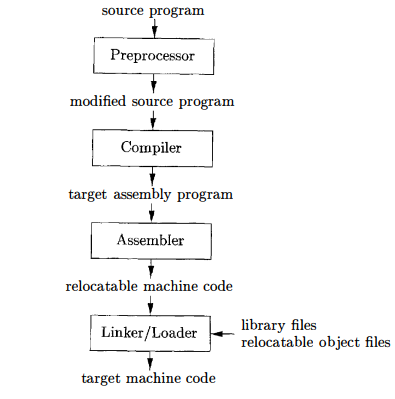 source program
Preprocessor
modified source program
Compiler
target assembly program
Assembler
relocatable machine code
Linker/Loader
library files
relocatable object files
target machine code